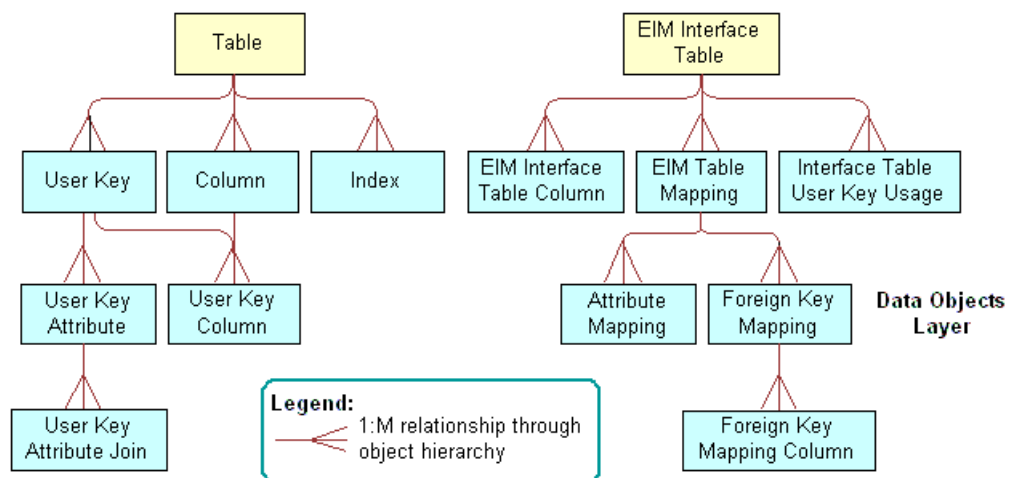 Table
EIM Interface
Table
User Key
Column
Index
EIM Interface
Table Column
EIM Table
Mapping
Interface Table
User Key Usage
User Key
Attribute
User Key
Column
Attribute
Mapping
Foreign Key
Mapping
Data Objects
Layer
User Key
Attribute Join
Legend:
1:M relationship through
object hierarchy
Foreign Key
Mapping Column